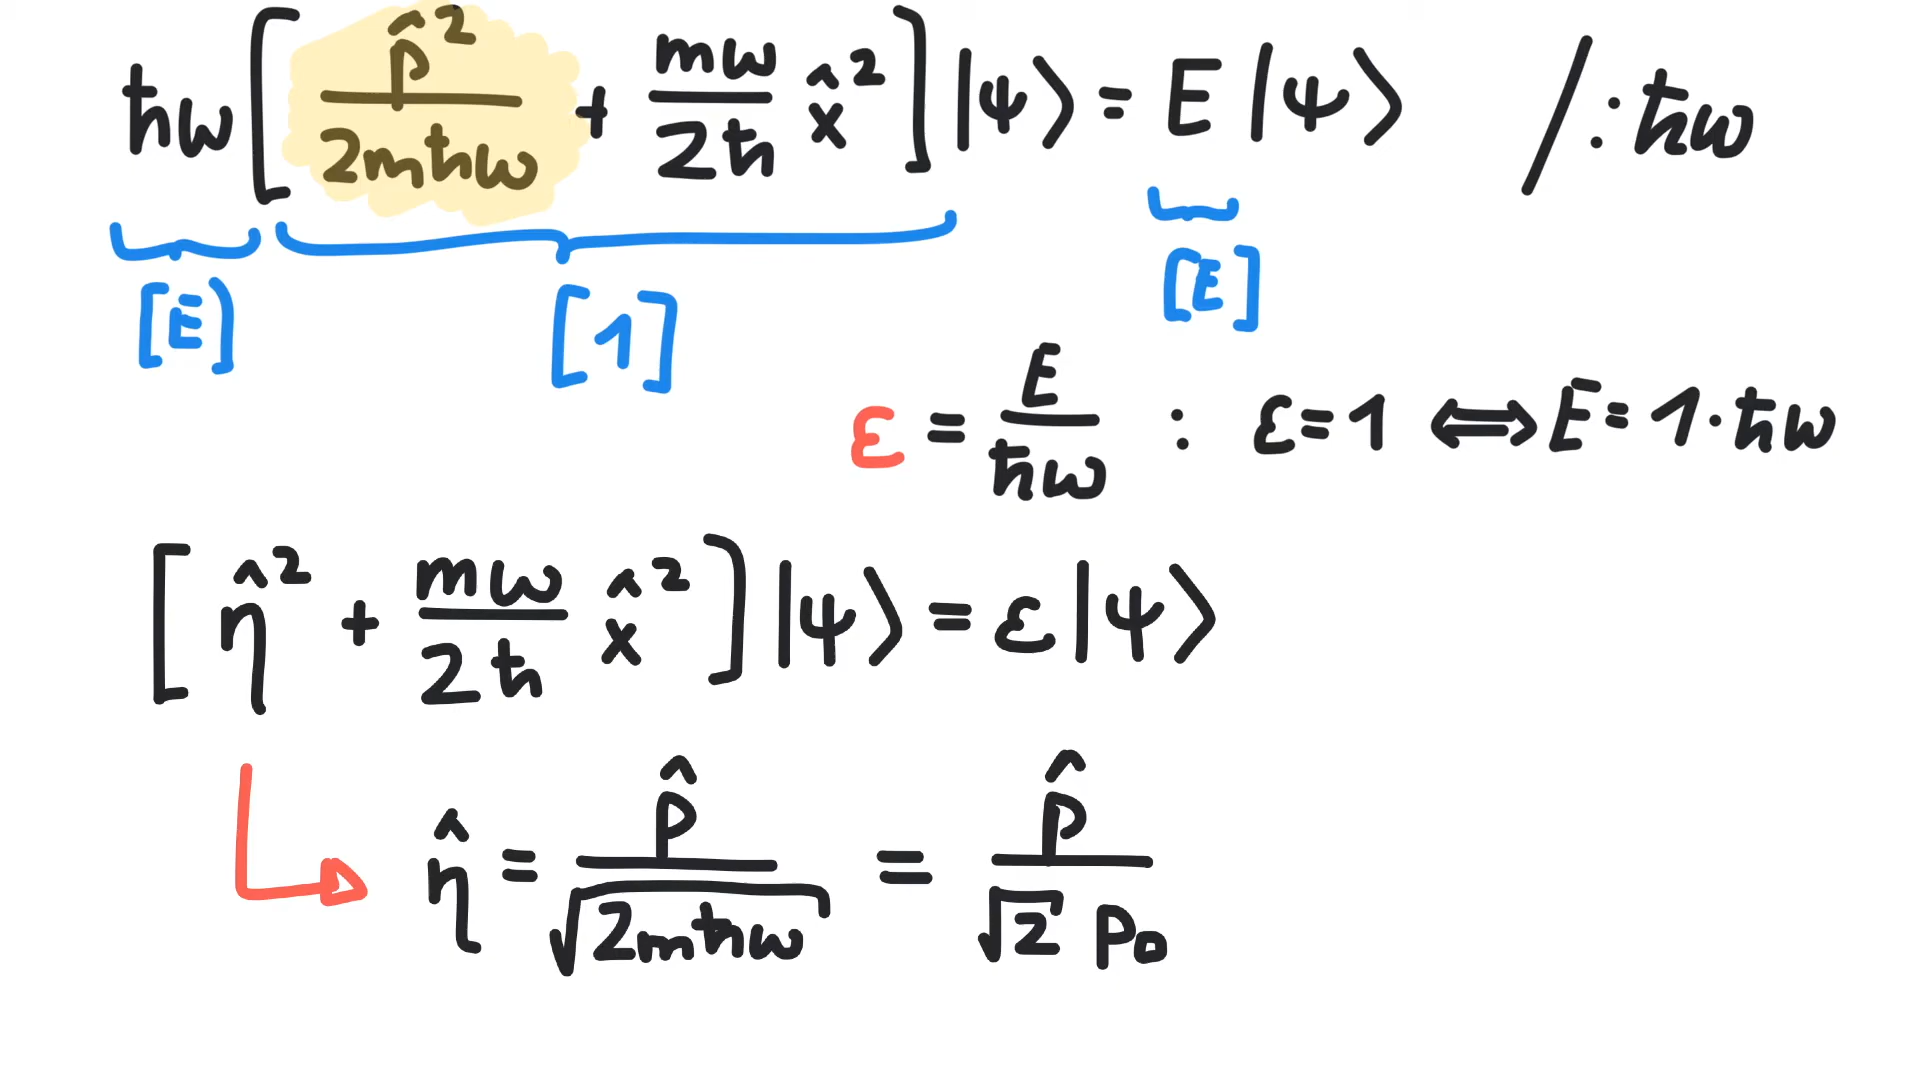 ħω [ p̂² / 2mħω + mω / 2ħ x̂² ] |ψ⟩ = E |ψ⟩ / : ħω
[E] [1] [E]
ε = E / ħω : ε = 1 ⟺ E = 1 · ħω
[ η̂² + mω / 2ħ x̂² ] |ψ⟩ = ε |ψ⟩
η̂ = p̂ / √(2mħω) = p̂ / √2 p₀